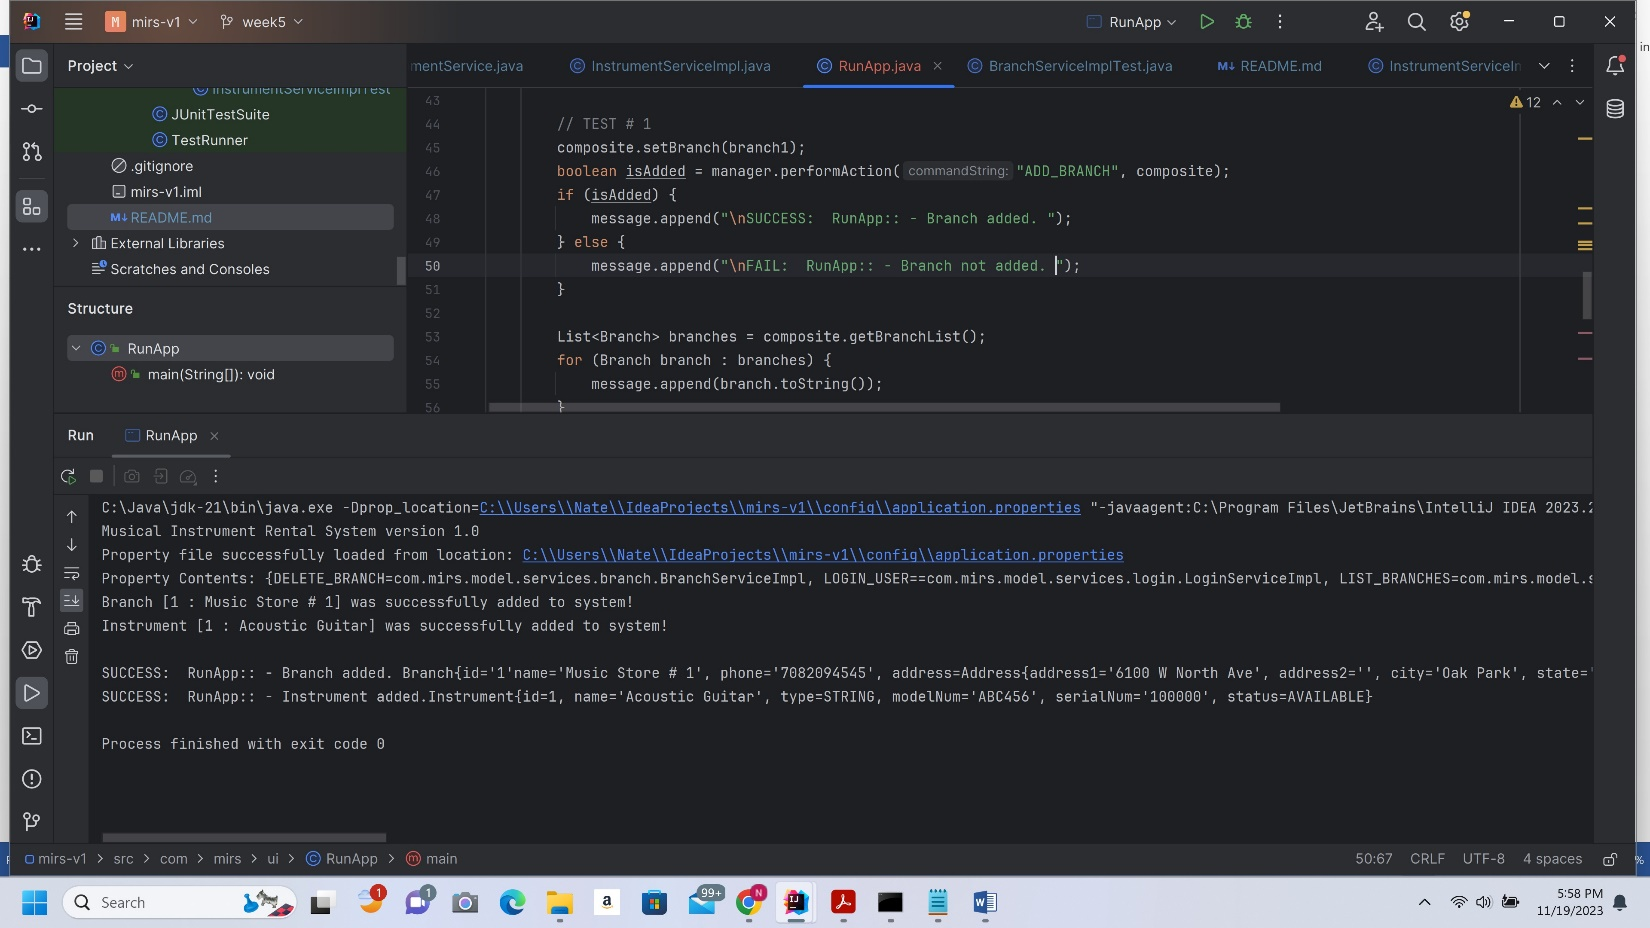 M mirs-v1 week5 RunApp
in
Project
mentService.java InstrumentServiceImpl.java RunApp.java BranchServiceImplTest.java M↓ README.md InstrumentServiceIn
InstrumentServiceImplTest
JUnitTestSuite
TestRunner
.gitignore
mirs-v1.iml
M↓ README.md
External Libraries
Scratches and Consoles
Structure
RunApp
m main(String[]): void
12
43
44 // TEST # 1
45 composite.setBranch(branch1);
46 boolean isAdded = manager.performAction( commandString: "ADD_BRANCH", composite);
47 if (isAdded) {
48 message.append("\nSUCCESS:  RunApp:: - Branch added. ");
49 } else {
50 message.append("\nFAIL:  RunApp:: - Branch not added. ");
51 }
52
53 List<Branch> branches = composite.getBranchList();
54 for (Branch branch : branches) {
55 message.append(branch.toString());
56 }
Run RunApp
C:\Java\jdk-21\bin\java.exe -Dprop_location=C:\\Users\\Nate\\IdeaProjects\\mirs-v1\\config\\application.properties "-javaagent:C:\Program Files\JetBrains\IntelliJ IDEA 2023.2
Musical Instrument Rental System version 1.0
Property file successfully loaded from location: C:\\Users\\Nate\\IdeaProjects\\mirs-v1\\config\\application.properties
Property Contents: {DELETE_BRANCH=com.mirs.model.services.branch.BranchServiceImpl, LOGIN_USER==com.mirs.model.services.login.LoginServiceImpl, LIST_BRANCHES=com.mirs.model.s
Branch [1 : Music Store # 1] was successfully added to system!
Instrument [1 : Acoustic Guitar] was successfully added to system!
SUCCESS:  RunApp:: - Branch added. Branch{id='1'name='Music Store # 1', phone='7082094545', address=Address{address1='6100 W North Ave', address2='', city='Oak Park', state='
SUCCESS:  RunApp:: - Instrument added.Instrument{id=1, name='Acoustic Guitar', type=STRING, modelNum='ABC456', serialNum='100000', status=AVAILABLE}
Process finished with exit code 0
mirs-v1 > src > com > mirs > ui > RunApp > m main 50:67 CRLF UTF-8 4 spaces %
Search 1 1 a 99+ N 5:58 PM
11/19/2023